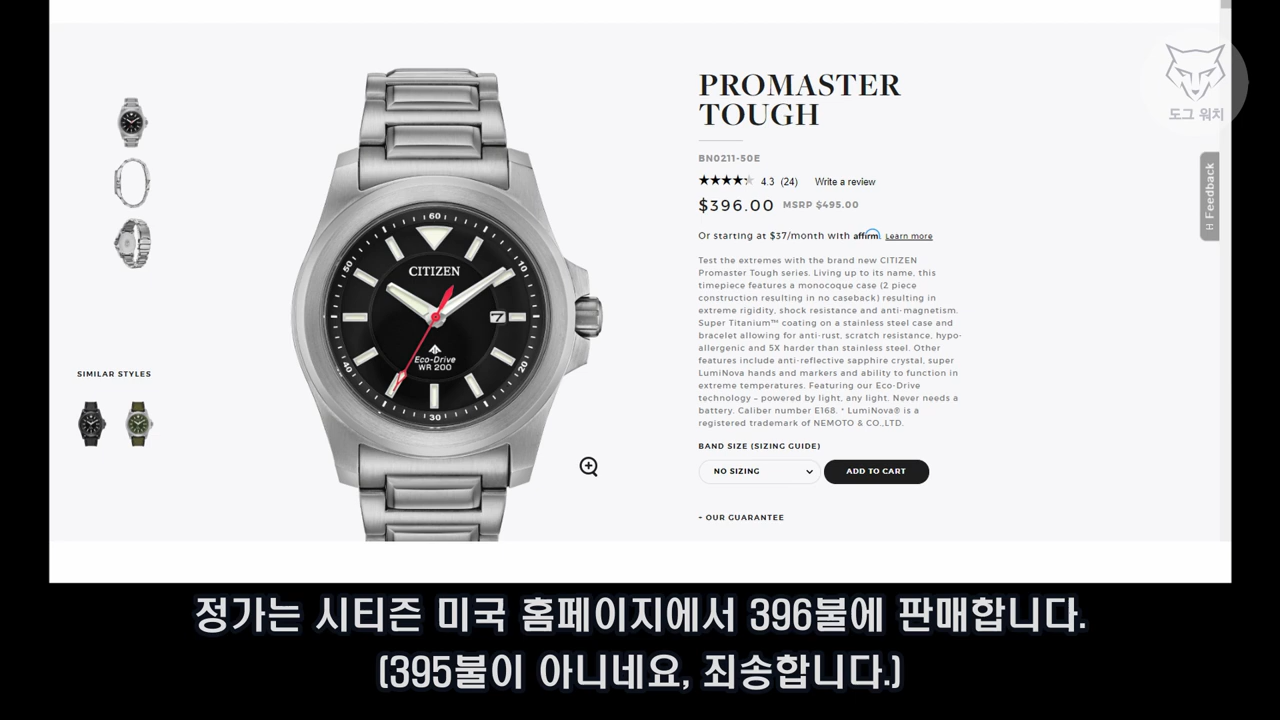 도그 워치
PROMASTER
TOUGH
BN0211-50E
4.3 (24) Write a review
$396.00 MSRP $495.00
Or starting at $37/month with affirm. Learn more
Test the extremes with the brand new CITIZEN
Promaster Tough series. Living up to its name, this
timepiece features a monocoque case (2 piece
construction resulting in no caseback) resulting in
extreme rigidity, shock resistance and anti-magnetism.
Super Titanium™ coating on a stainless steel case and
bracelet allowing for anti-rust, scratch resistance, hypo-
allergenic and 5X harder than stainless steel. Other
features include anti-reflective sapphire crystal, super
LumiNova hands and markers and ability to function in
extreme temperatures. Featuring our Eco-Drive
technology – powered by light, any light. Never needs a
battery. Caliber number E168. * LumiNova® is a
registered trademark of NEMOTO & CO.,LTD.
BAND SIZE (SIZING GUIDE)
NO SIZING
ADD TO CART
- OUR GUARANTEE
H Feedback
SIMILAR STYLES
60
10
20
30
40
50
CITIZEN
7
Eco-Drive
WR 200
정가는 시티즌 미국 홈페이지에서 396불에 판매합니다.
(395불이 아니네요, 죄송합니다.)